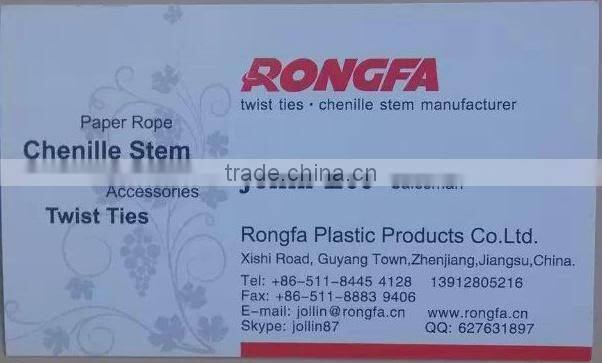 Paper Rope
Chenille Stem
Accessories
Twist Ties
RONGFA
twist ties · chenille stem manufacturer
trade.china.cn
salesman
Rongfa Plastic Products Co.Ltd.
Xishi Road, Guyang Town,Zhenjiang,Jiangsu,China.
Tel: +86-511-8445 4128 13912805216
Fax: +86-511-8883 9406
E-mail: jollin@rongfa.cn www.rongfa.cn
Skype: jollin87 QQ: 627631897